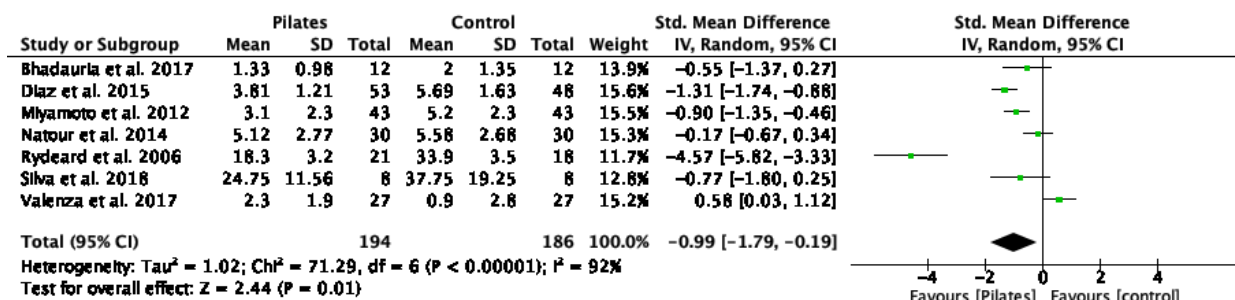 Pilates Control Std. Mean Difference Std. Mean Difference
Study or Subgroup Mean SD Total Mean SD Total Weight IV, Random, 95% CI IV, Random, 95% CI
Bhadauria et al. 2017 1.33 0.98 12 2 1.35 12 13.9% −0.55 [−1.37, 0.27]
Diaz et al. 2015 3.81 1.21 53 5.69 1.63 48 15.6% −1.31 [−1.74, −0.88]
Miyamoto et al. 2012 3.1 2.3 43 5.2 2.3 43 15.5% −0.90 [−1.35, −0.46]
Natour et al. 2014 5.12 2.77 30 5.58 2.68 30 15.3% −0.17 [−0.67, 0.34]
Rydeard et al. 2006 18.3 3.2 21 33.9 3.5 18 11.7% −4.57 [−5.82, −3.33]
Silva et al. 2018 24.75 11.56 8 37.75 19.25 8 12.8% −0.77 [−1.80, 0.25]
Valenza et al. 2017 2.3 1.9 27 0.9 2.8 27 15.2% 0.58 [0.03, 1.12]
Total (95% CI) 194 186 100.0% −0.99 [−1.79, −0.19]
Heterogeneity: Tau² = 1.02; Chi² = 71.29, df = 6 (P < 0.00001); I² = 92%
Test for overall effect: Z = 2.44 (P = 0.01)
−4 −2 0 2 4
Favours [Pilates] Favours [control]